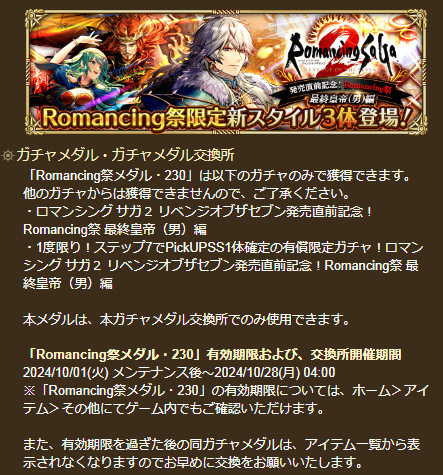 Romancing SaGa
2
発売直前記念！Romancing祭
最終皇帝(男)編
Romancing祭限定新スタイル3体登場！
ガチャメダル・ガチャメダル交換所
「Romancing祭メダル・230」は以下のガチャのみで獲得できます。
他のガチャからは獲得できませんので、ご了承ください。
・ロマンシング サガ２ リベンジオブザセブン発売直前記念！
Romancing祭 最終皇帝（男）編
・1度限り！ステップ7でPickUPSS1体確定の有償限定ガチャ！ロマン
シング サガ２ リベンジオブザセブン発売直前記念！Romancing祭 最
終皇帝（男）編
本メダルは、本ガチャメダル交換所でのみ使用できます。
「Romancing祭メダル・230」有効期限および、交換所開催期間
2024/10/01(火) メンテナンス後～2024/10/28(月) 04:00
※「Romancing祭メダル・230」の有効期限については、ホーム＞アイ
テム＞その他にてゲーム内でもご確認いただけます。
また、有効期限を過ぎた後の同ガチャメダルは、アイテム一覧から表
示されなくなりますのでお早めに交換をお願いいたします。